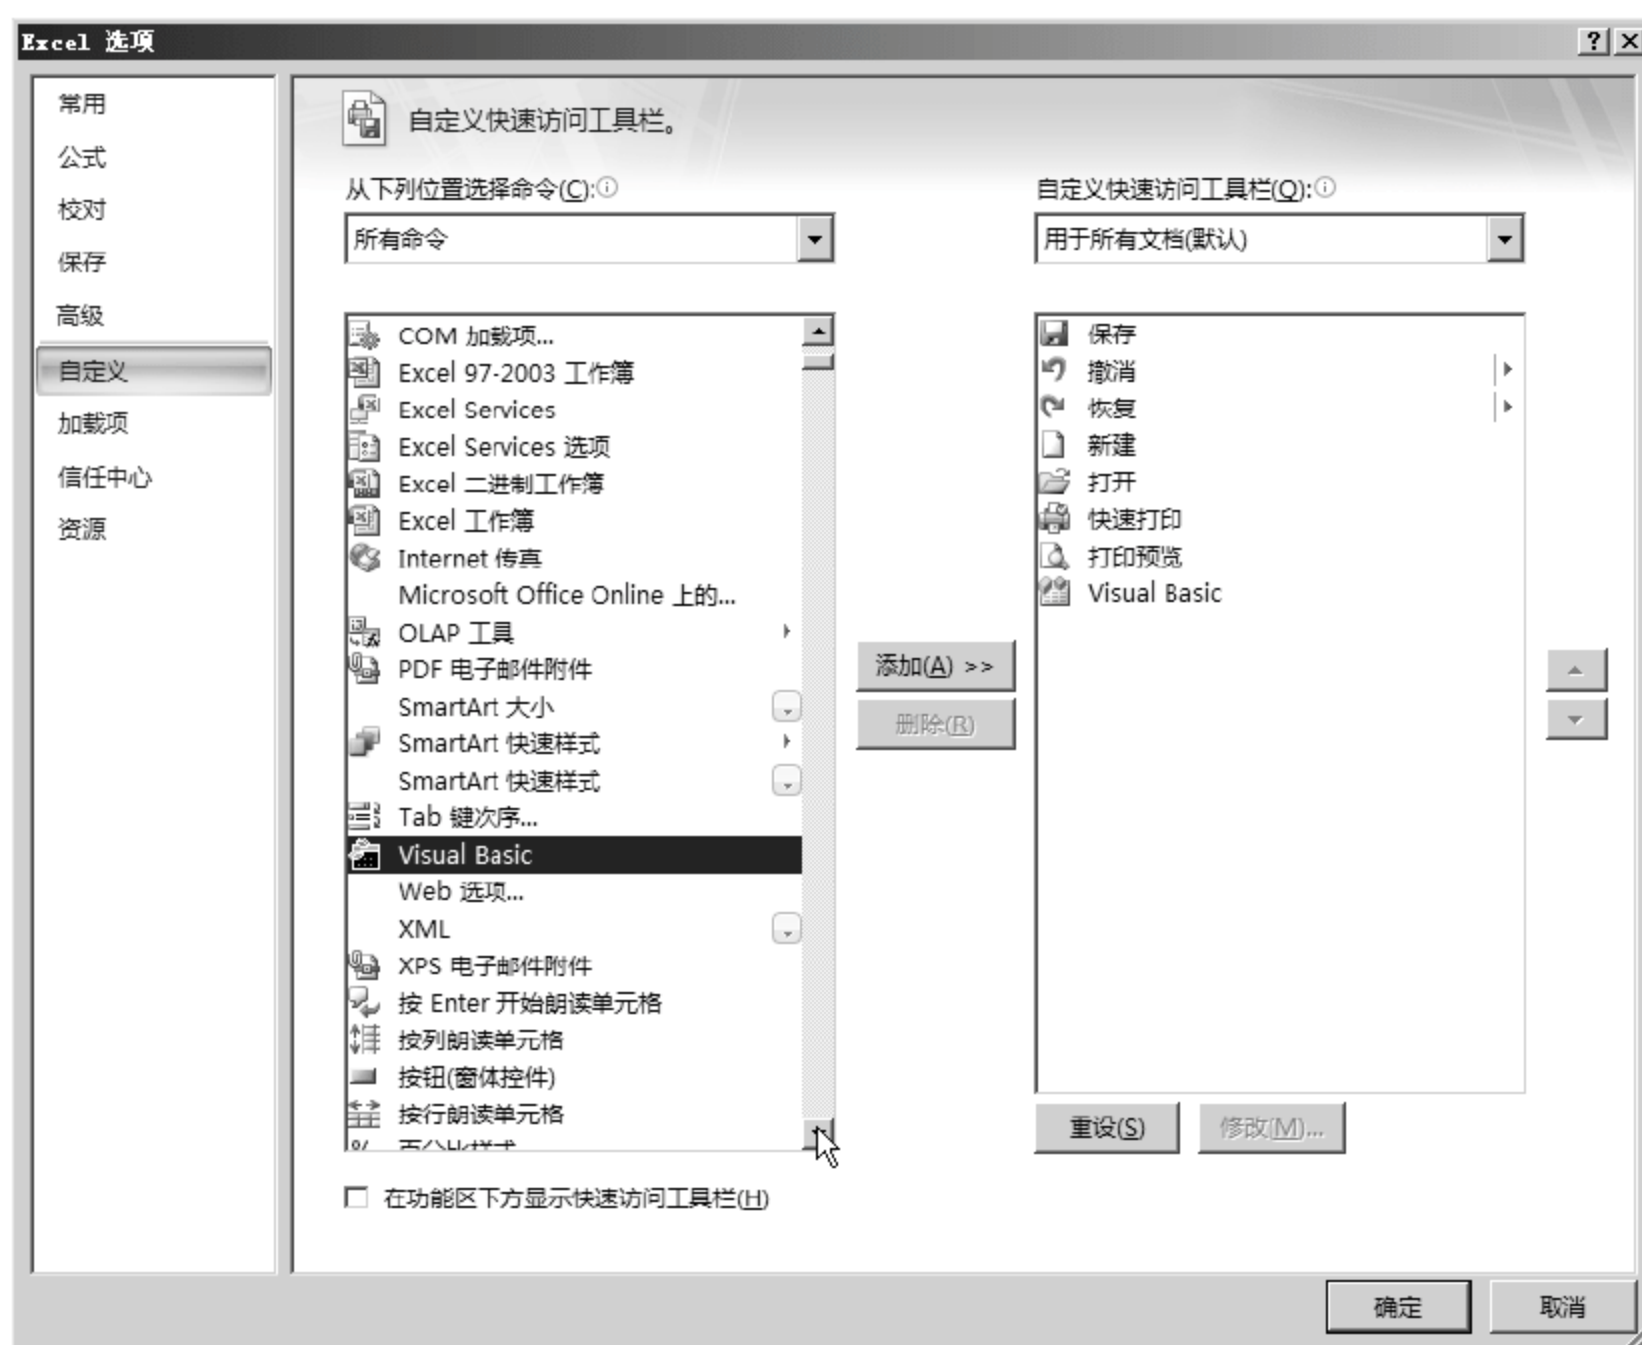 Excel 选项
常用
公式
校对
保存
高级
自定义
加载项
信任中心
资源
自定义快速访问工具栏。
从下列位置选择命令(C):
所有命令
COM 加载项...
Excel 97-2003 工作簿
Excel Services
Excel Services 选项
Excel 二进制工作簿
Excel 工作簿
Internet 传真
Microsoft Office Online 上的...
OLAP 工具
PDF 电子邮件附件
SmartArt 大小
SmartArt 快速样式
SmartArt 快速样式
Tab 键次序...
Visual Basic
Web 选项...
XML
XPS 电子邮件附件
按 Enter 开始朗读单元格
按列朗读单元格
按钮(窗体控件)
按行朗读单元格
百分比样式
在功能区下方显示快速访问工具栏(H)
添加(A) >>
删除(R)
自定义快速访问工具栏(Q):
用于所有文档(默认)
保存
撤消
恢复
新建
打开
快速打印
打印预览
Visual Basic
重设(S)
修改(M)...
确定
取消